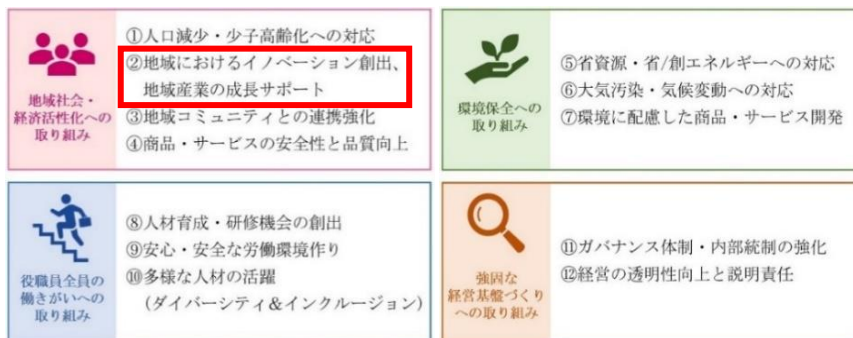 地域社会・
経済活性化への
取り組み
①人口減少・少子高齢化への対応
②地域におけるイノベーション創出、
地域産業の成長サポート
③地域コミュニティとの連携強化
④商品・サービスの安全性と品質向上
環境保全への
取り組み
⑤省資源・省/創エネルギーへの対応
⑥大気汚染・気候変動への対応
⑦環境に配慮した商品・サービス開発
役職員全員の
働きがいへの
取り組み
⑧人材育成・研修機会の創出
⑨安心・安全な労働環境作り
⑩多様な人材の活躍
(ダイバーシティ&インクルージョン)
強固な
経営基盤づくり
への取り組み
⑪ガバナンス体制・内部統制の強化
⑫経営の透明性向上と説明責任